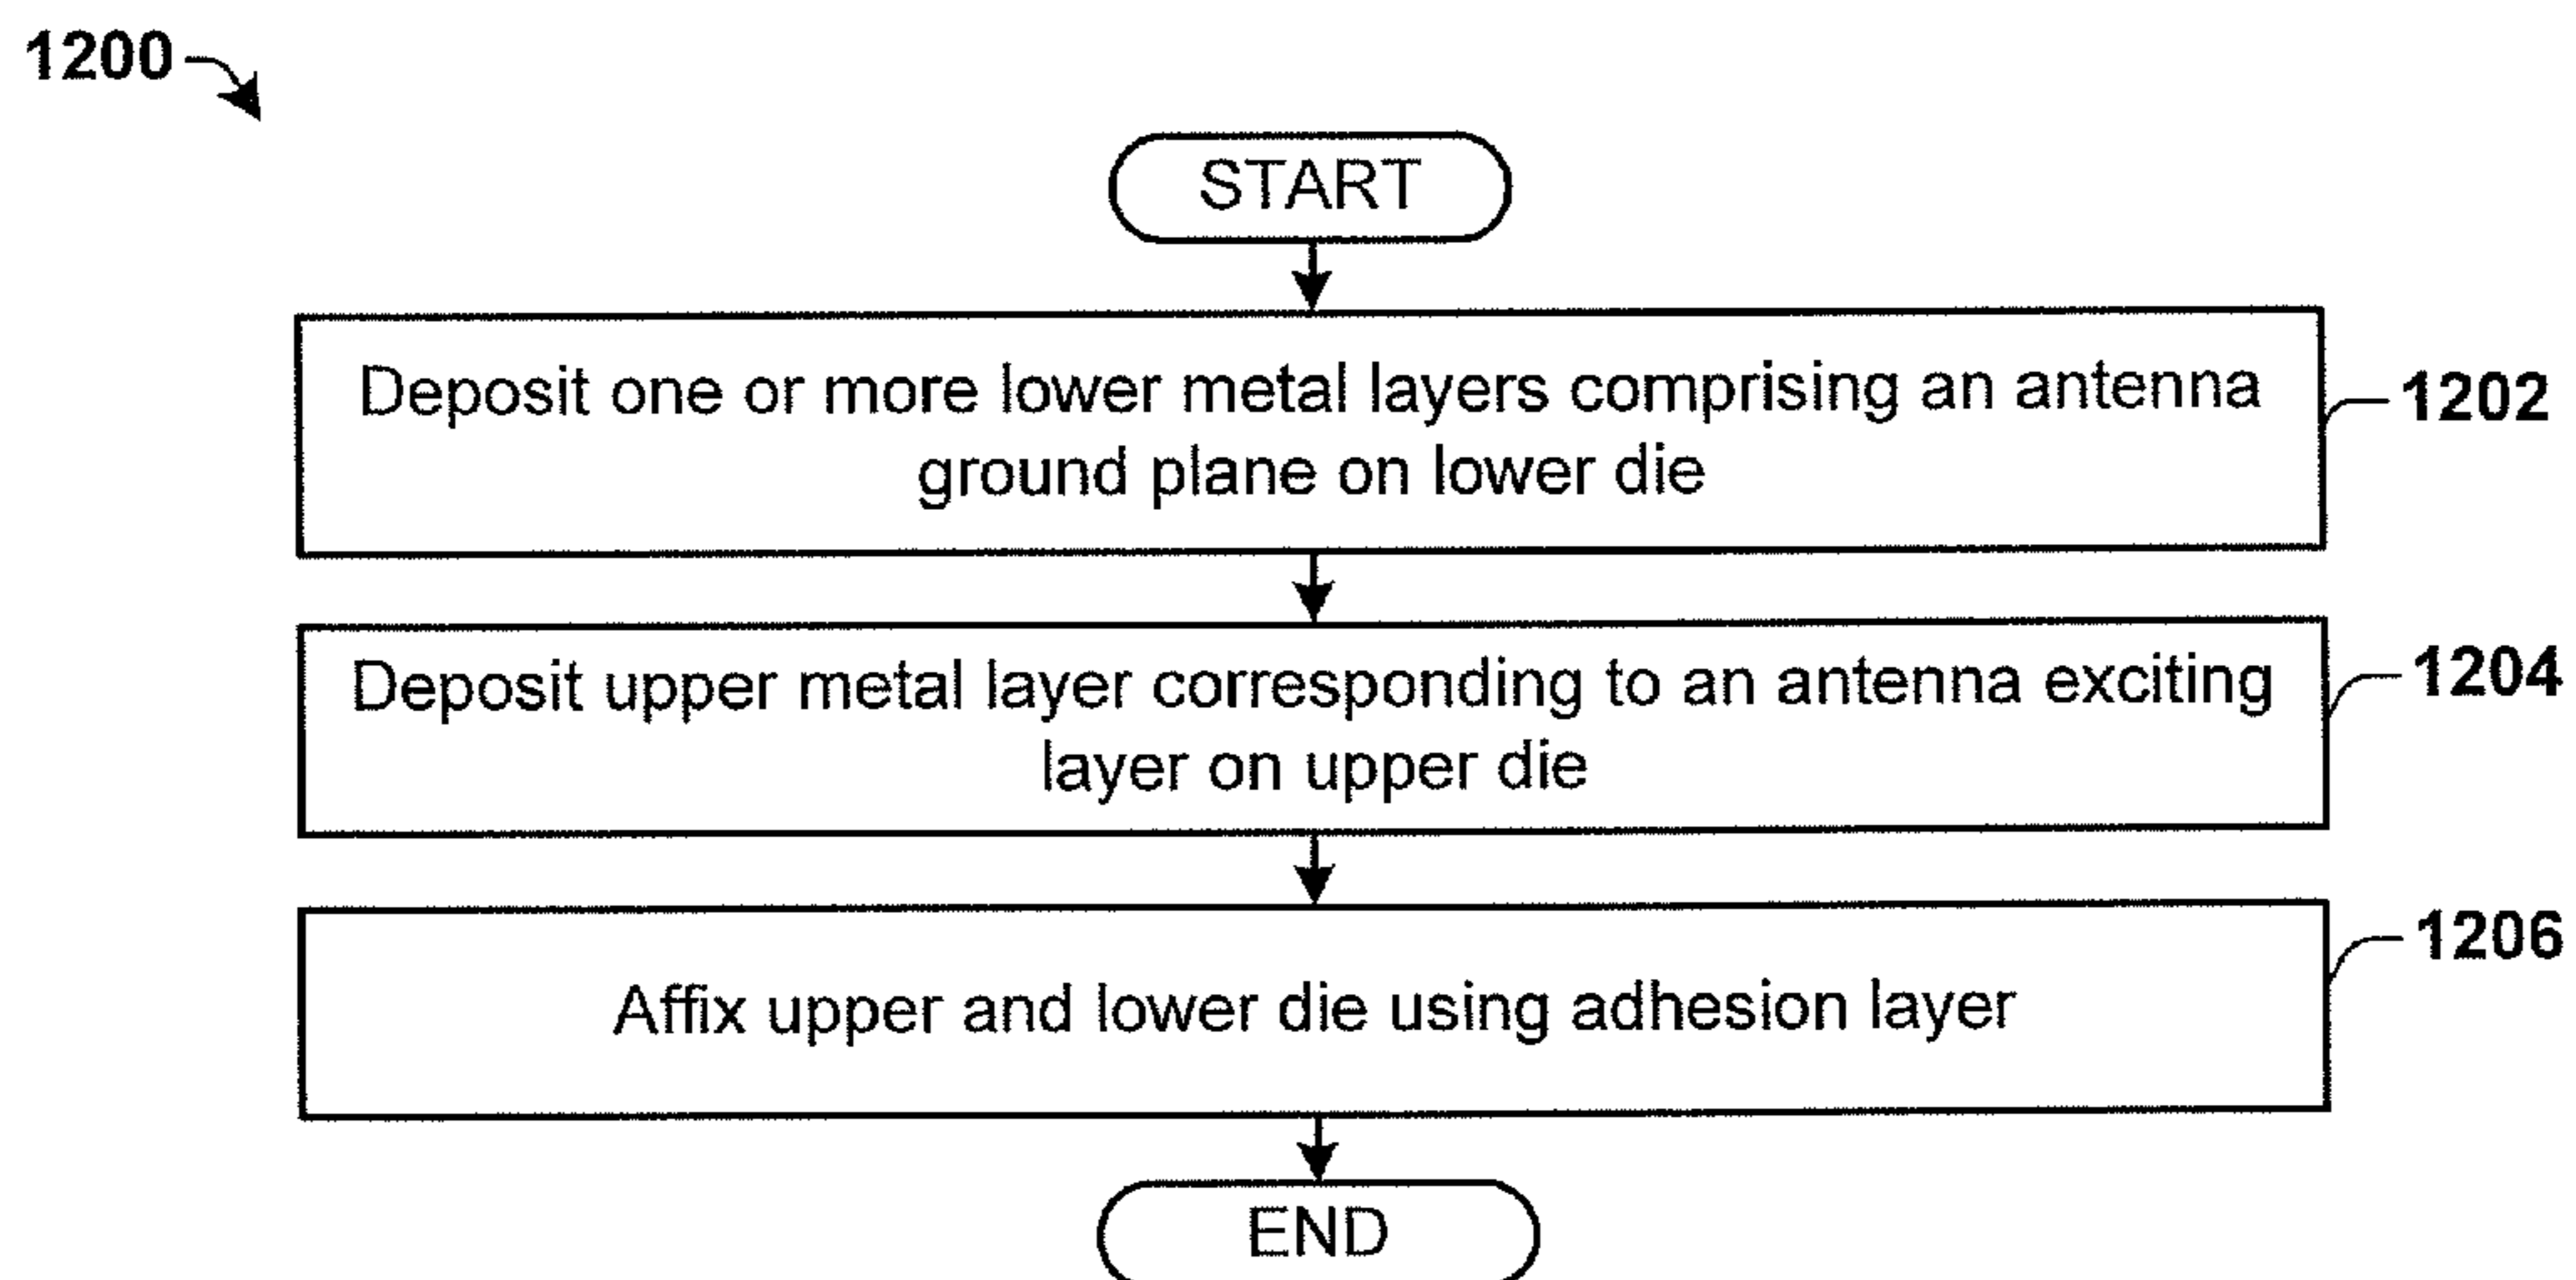 1200
START
Deposit one or more lower metal layers comprising an antenna
ground plane on lower die
1202
Deposit upper metal layer corresponding to an antenna exciting
layer on upper die
1204
Affix upper and lower die using adhesion layer
1206
END